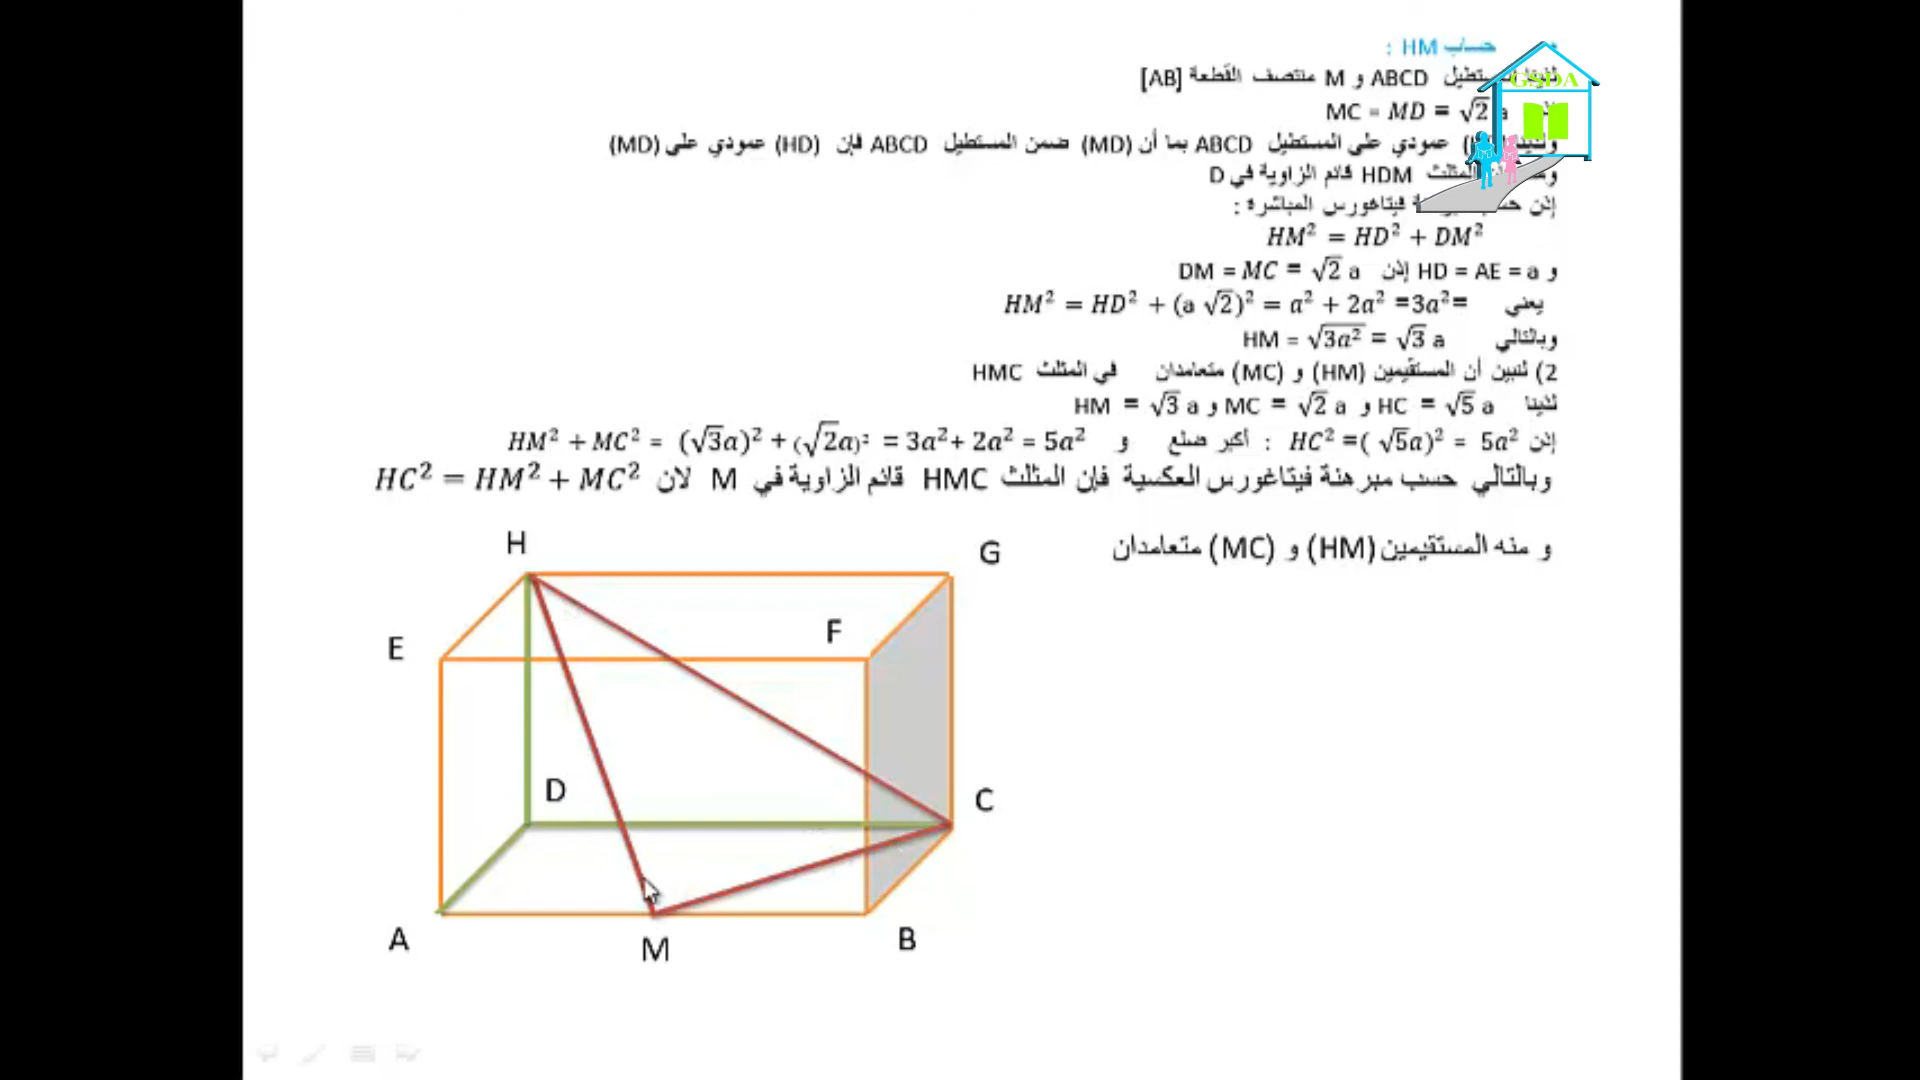 حساب HM :
ABCD و M منتصف القطعة [AB]
MC = MD = √2 a
عمودي على المستطيل ABCD بما أن (MD) ضمن المستطيل ABCD فإن (HD) عمودي على (MD)
المثلث HDM قائم الزاوية في D
إذن فيتاغورس المباشرة :
HM² = HD² + DM²
و HD = AE = a إذن DM = MC = √2 a
يعني HM² = HD² + (a √2)² = a² + 2a² =3a²=
وبالتالي HM = √3a² = √3 a
2) لنبين أن المستقيمين (HM) و (MC) متعامدان في المثلث HMC
لدينا HC = √5 a و MC = √2 a و HM = √3 a
إذن HC² =( √5a)² = 5a² : أكبر ضلع و HM² + MC² = (√3a)² + (√2a)² = 3a²+ 2a² = 5a²
وبالتالي حسب مبرهنة فيتاغورس العكسية فإن المثلث HMC قائم الزاوية في M لان HC² = HM² + MC²
و منه المستقيمين (HM) و (MC) متعامدان
GSDA
H
G
E
F
D
C
A
M
B